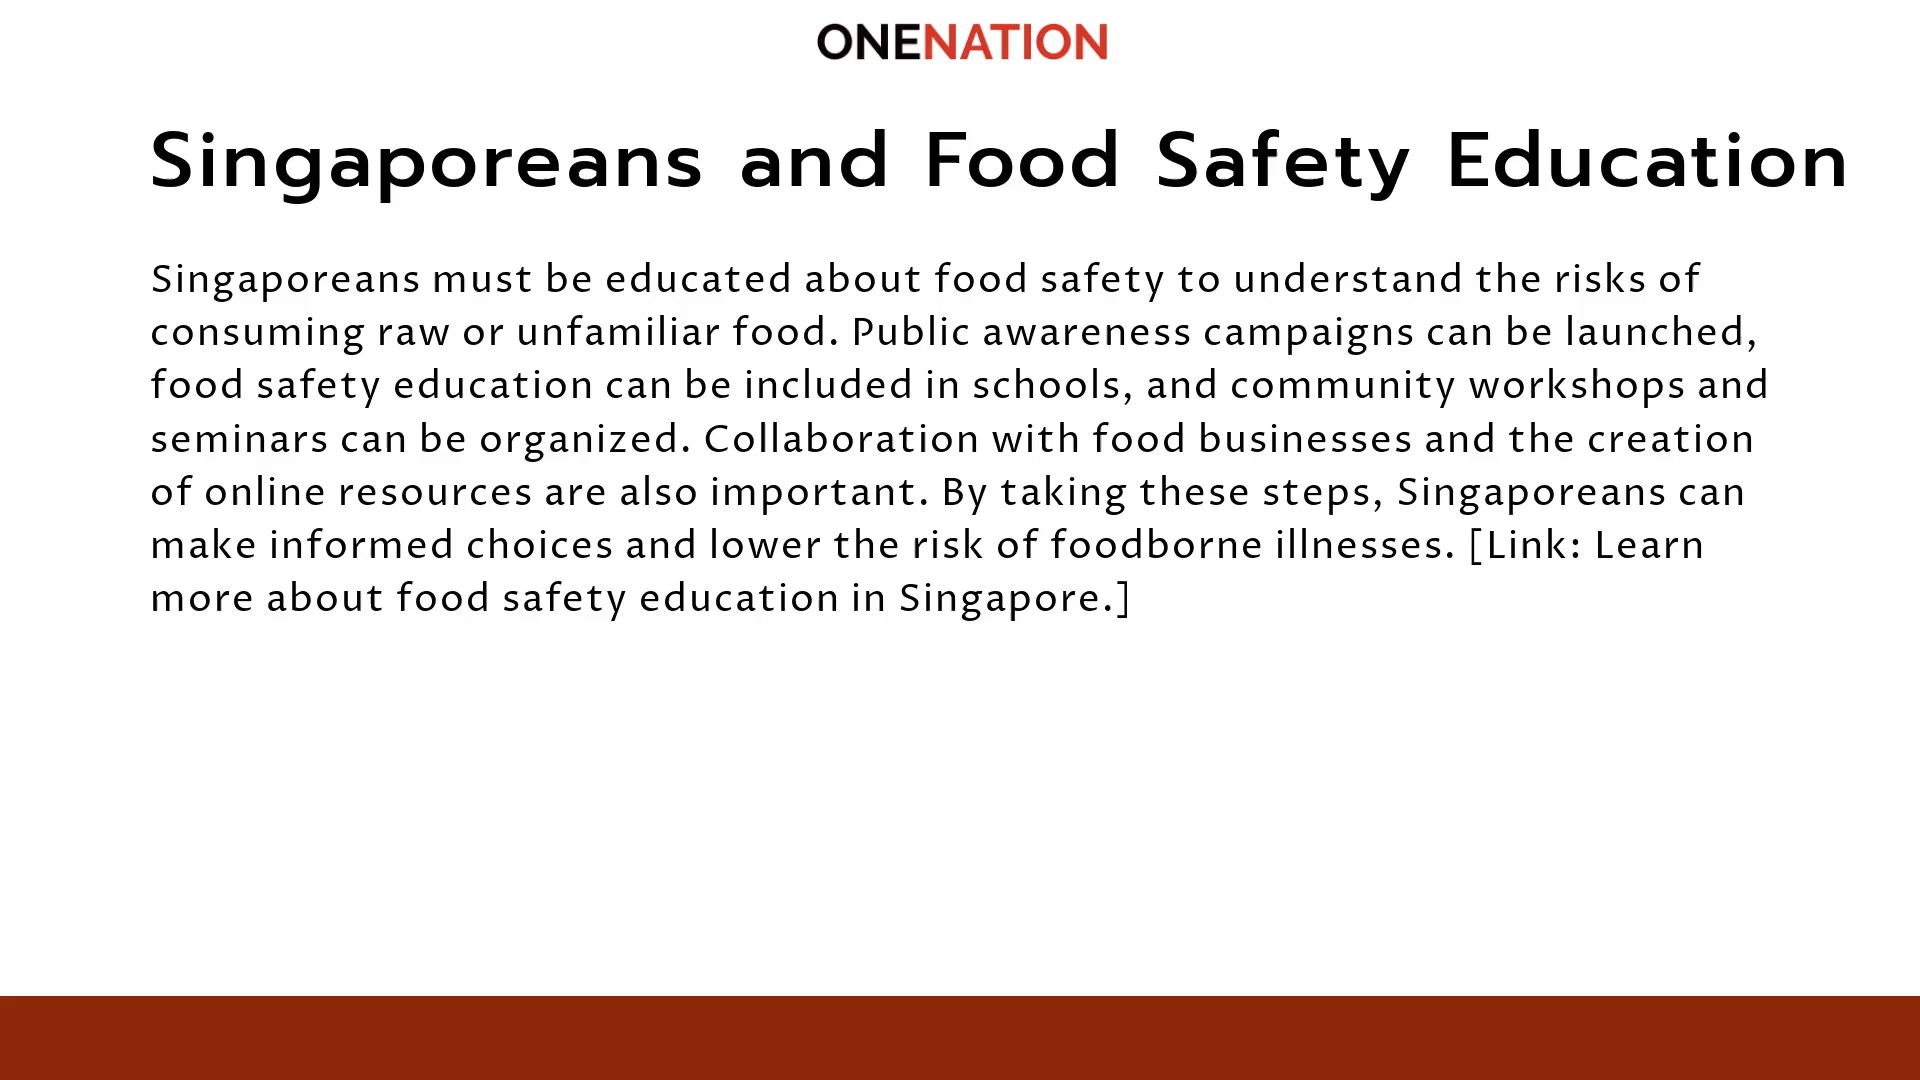 ONENATION
Singaporeans and Food Safety Education
Singaporeans must be educated about food safety to understand the risks of
consuming raw or unfamiliar food. Public awareness campaigns can be launched,
food safety education can be included in schools, and community workshops and
seminars can be organized. Collaboration with food businesses and the creation
of online resources are also important. By taking these steps, Singaporeans can
make informed choices and lower the risk of foodborne illnesses. [Link: Learn
more about food safety education in Singapore.]